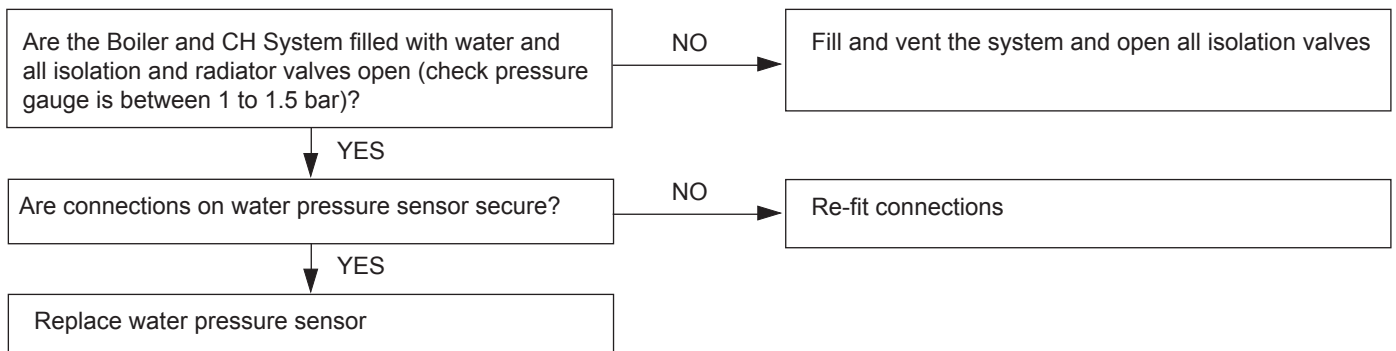 Are the Boiler and CH System filled with water and
all isolation and radiator valves open (check pressure
gauge is between 1 to 1.5 bar)?
NO
Fill and vent the system and open all isolation valves
YES
Are connections on water pressure sensor secure?
NO
Re-fit connections
YES
Replace water pressure sensor